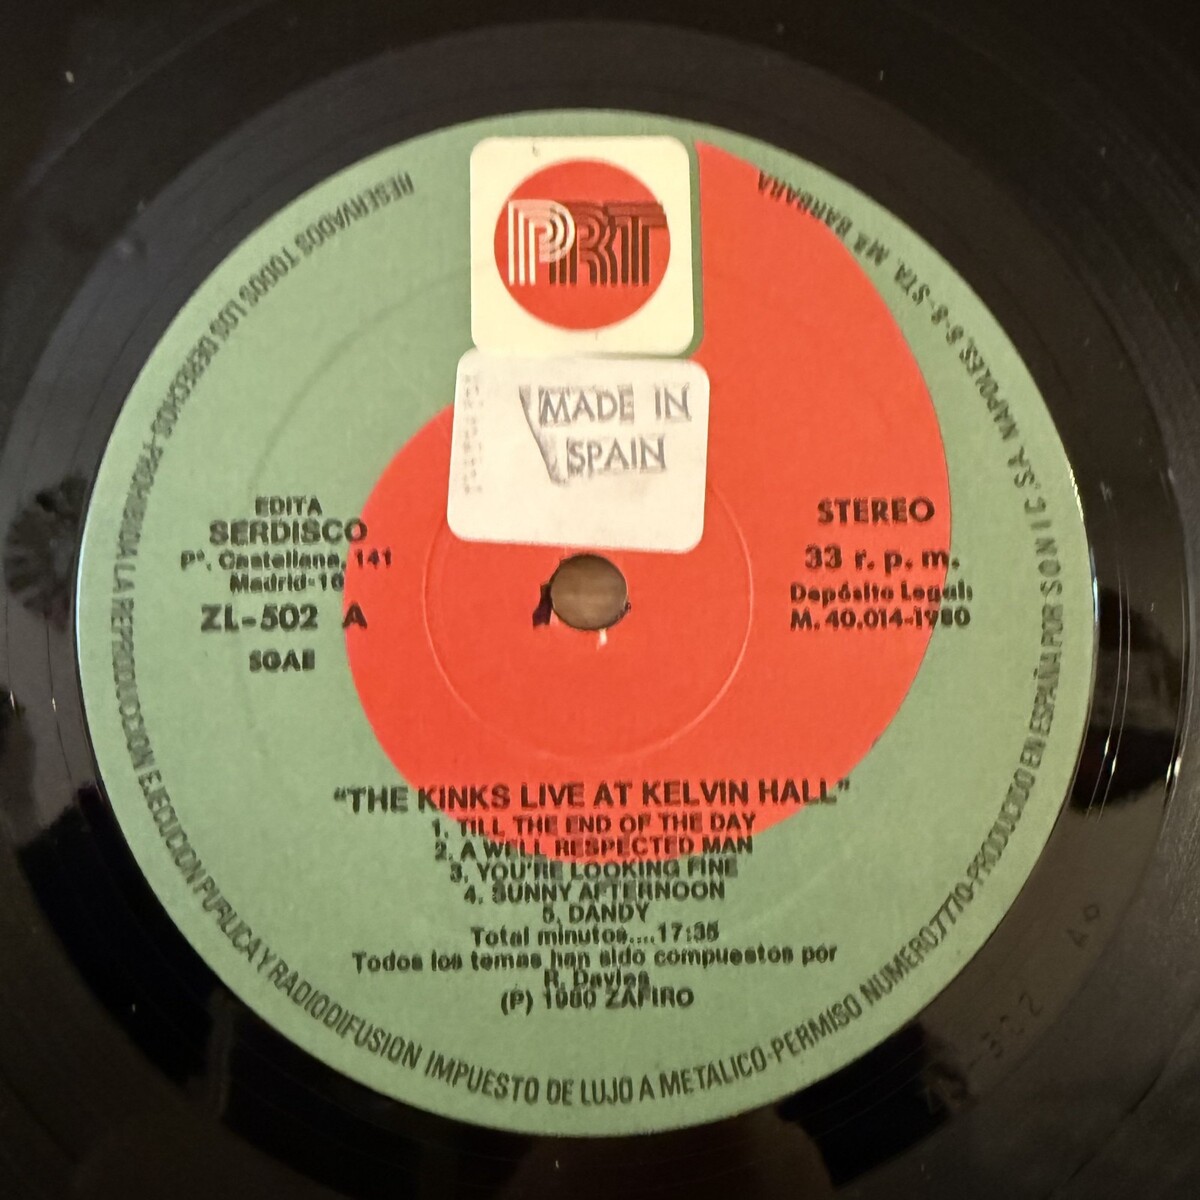 PRT
MADE IN
SPAIN
EDITA
SERDISCO
Pº. Castellana, 141
Madrid-16
ZL-502 A
SGAE
STEREO
33 r. p. m.
Depósito Legal:
M. 40.014-1980
"THE KINKS LIVE AT KELVIN HALL"
1. TILL THE END OF THE DAY
2. A WELL RESPECTED MAN
3. YOU'RE LOOKING FINE
4. SUNNY AFTERNOON
5. DANDY
Total minutos....17:35
Todos los temas han sido compuestos por
R. Davies
(P) 1980 ZAFIRO
RESERVADOS TODOS LOS DERECHOS-PROHIBIDA LA REPRODUCCION EJECUCION PUBLICA Y RADIODIFUSION IMPUESTO DE LUJO A METALICO-PERMISO NUMERO 7770-PRODUCIDO EN ESPAÑA POR SONIC, S.A. NAPOLES, 6-8-STA. Mª BARBARA